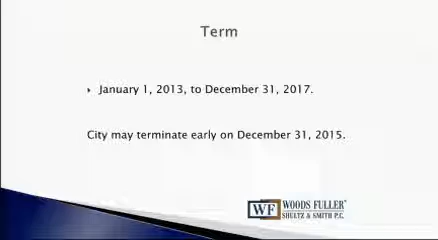 Term
January 1, 2013, to December 31, 2017.
City may terminate early on December 31, 2015.
WF WOODS FULLER
SHULTZ & SMITH P.C.